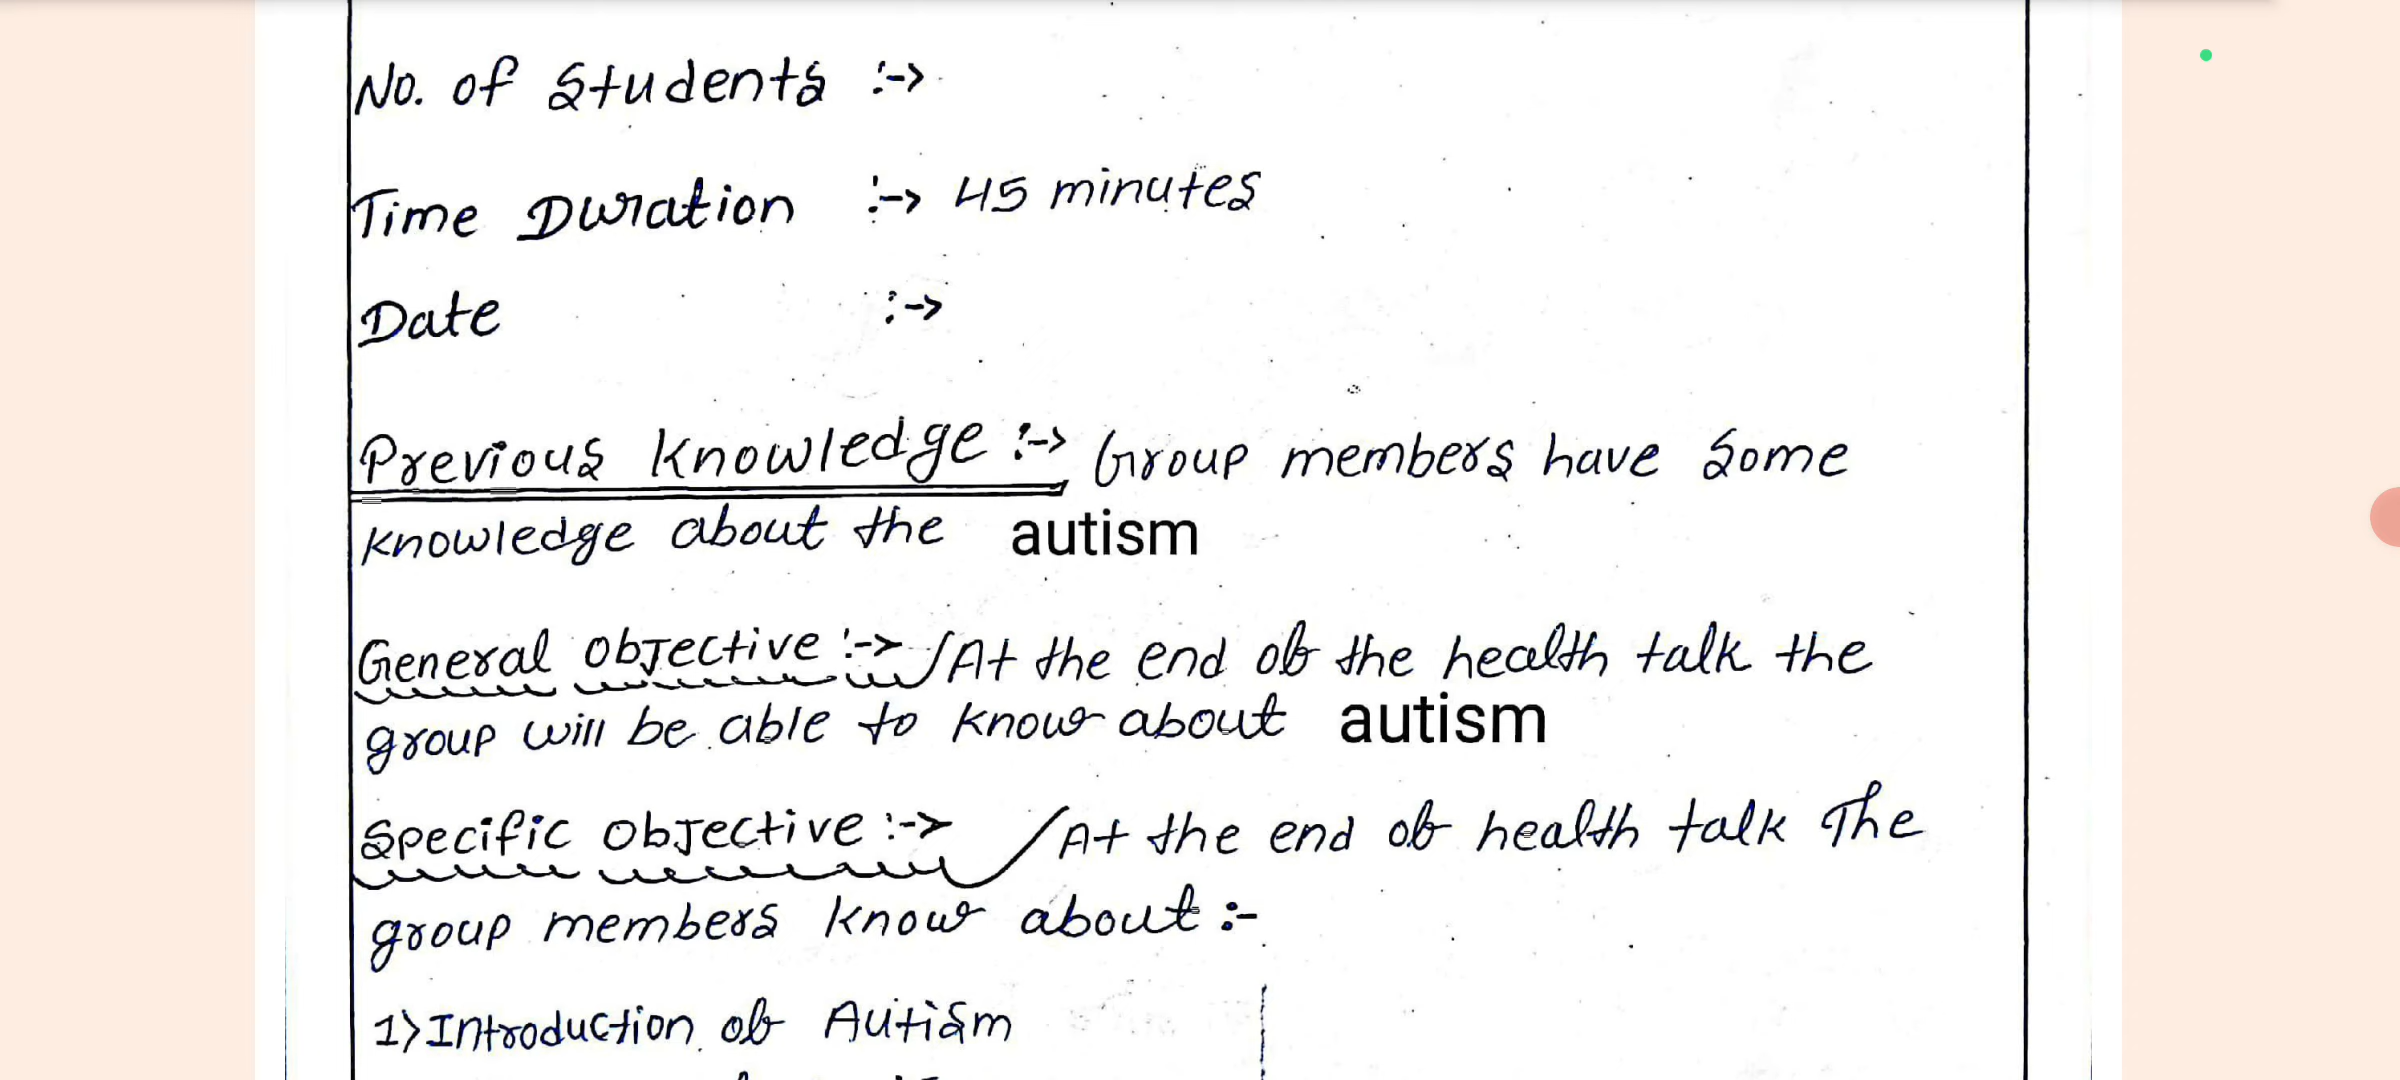 No. of Students :->
Time Duration :-> 45 minutes
Date :->
Previous Knowledge :-> Group members have some
knowledge about the autism
General Objective :-> At the end of the health talk the
group will be able to know about autism
Specific Objective :-> At the end of health talk The
group members know about :-
1) Introduction of Autism